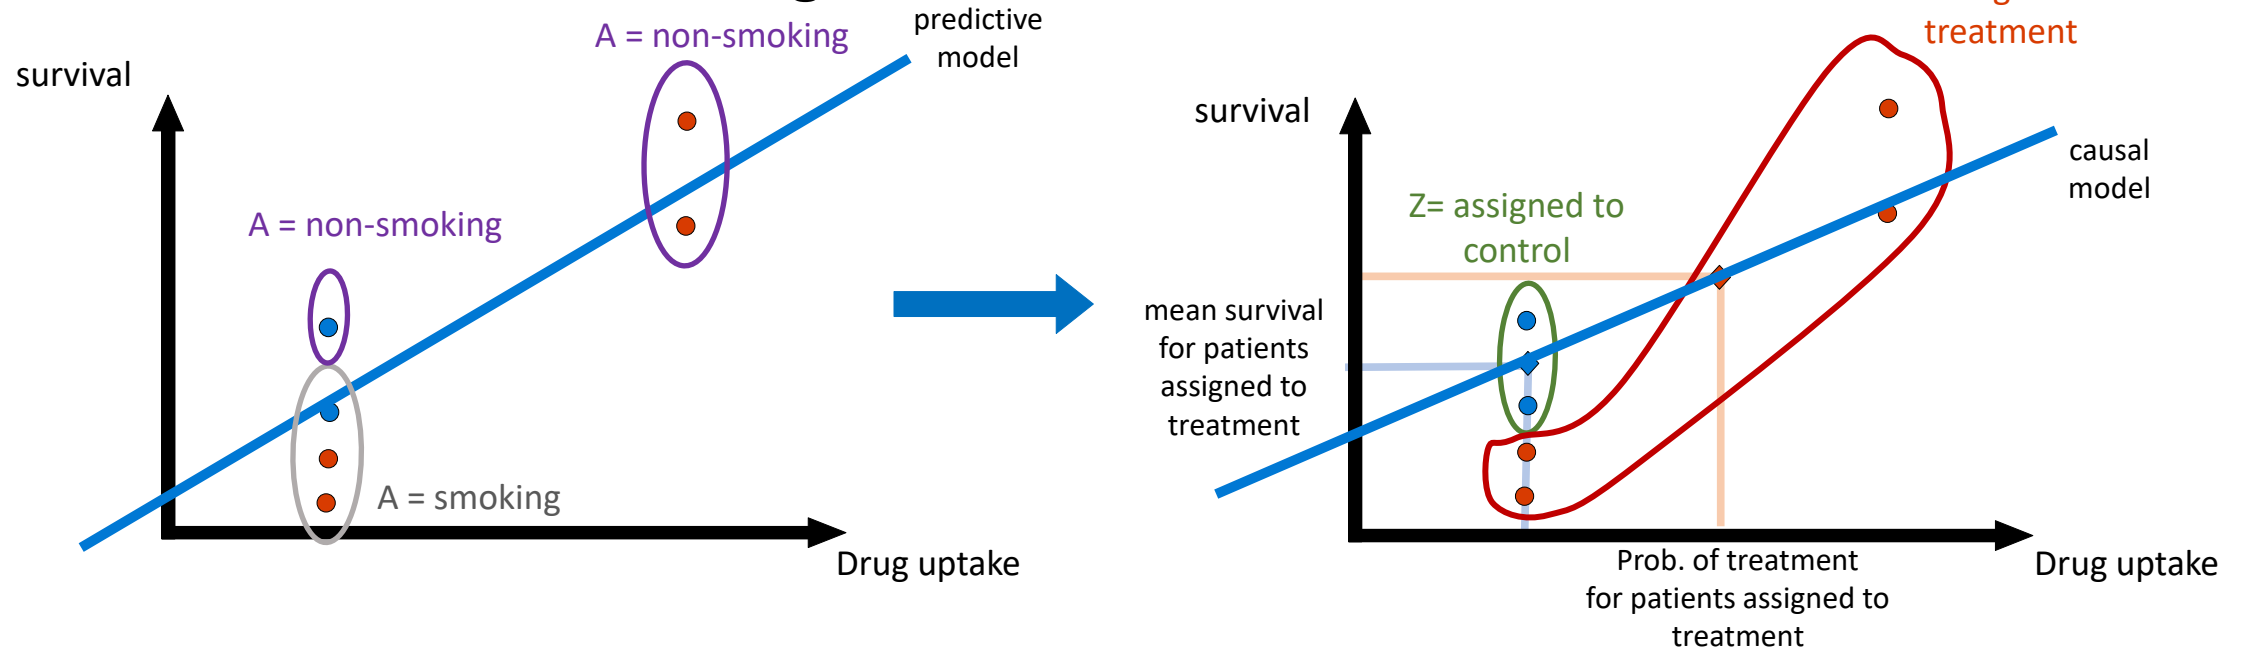 A = non-smoking
predictive
model
survival
A = non-smoking
A = smoking
Drug uptake
treatment
survival
causal
model
Z= assigned to
control
mean survival
for patients
assigned to
treatment
Prob. of treatment
for patients assigned to
treatment
Drug uptake